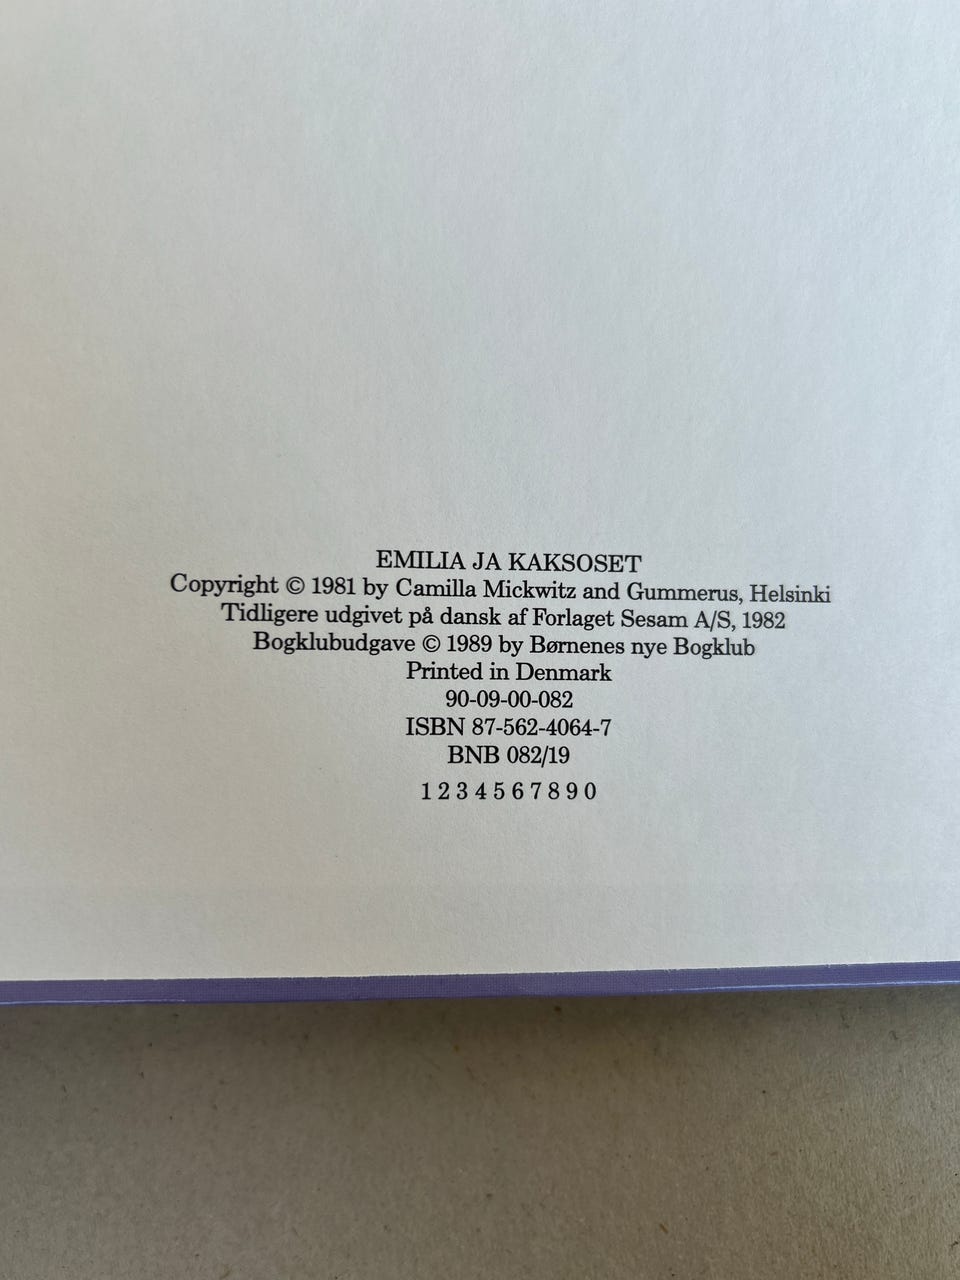 EMILIA JA KAKSOSET
Copyright © 1981 by Camilla Mickwitz and Gummerus, Helsinki
Tidligere udgivet på dansk af Forlaget Sesam A/S, 1982
Bogklubudgave © 1989 by Børnenes nye Bogklub
Printed in Denmark
90-09-00-082
ISBN 87-562-4064-7
BNB 082/19
1 2 3 4 5 6 7 8 9 0